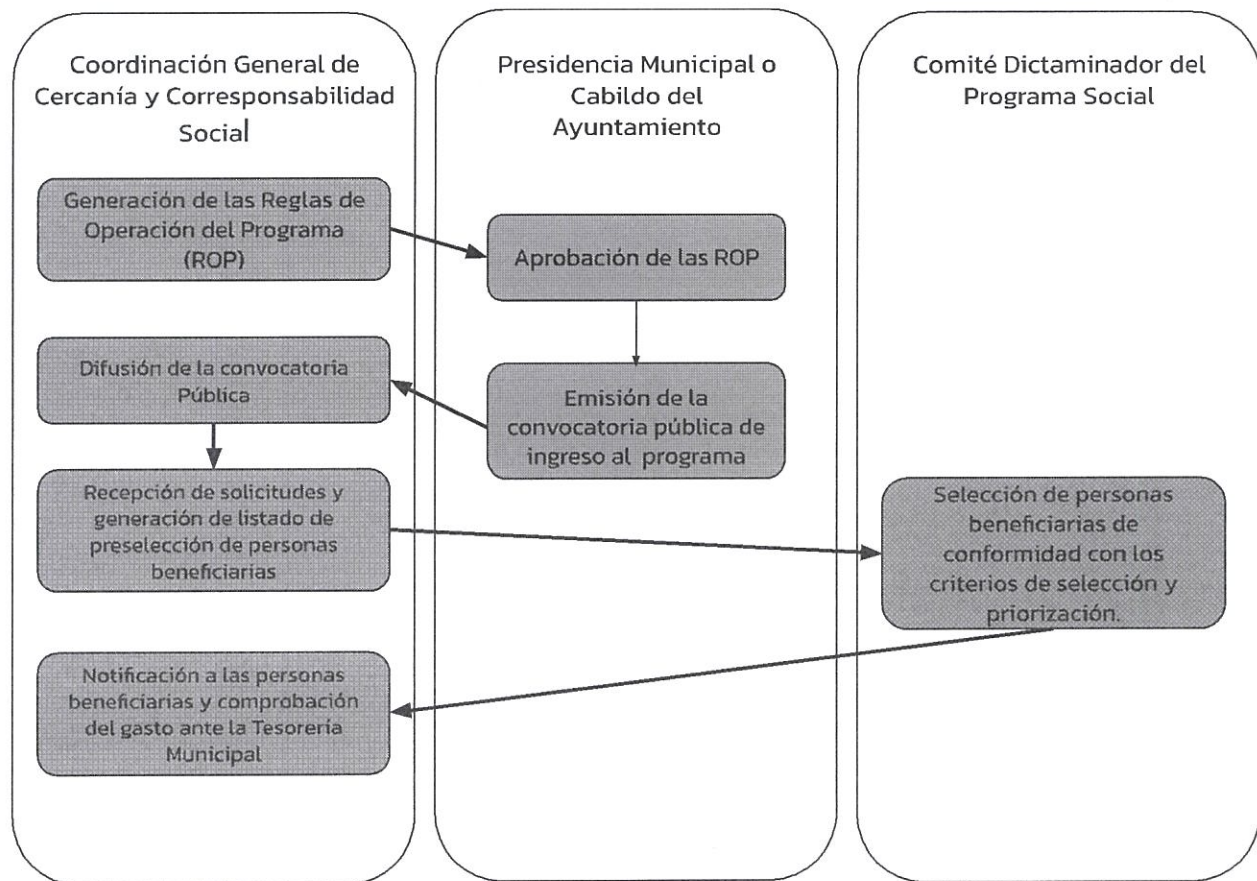 Coordinación General de
Cercanía y Corresponsabilidad
Social
Generación de las Reglas de
Operación del Programa
(ROP)
Difusión de la convocatoria
Pública
Recepción de solicitudes y
generación de listado de
preselección de personas
beneficiarias
Notificación a las personas
beneficiarias y comprobación
del gasto ante la Tesorería
Municipal
Presidencia Municipal o
Cabildo del
Ayuntamiento
Aprobación de las ROP
Emisión de la
convocatoria pública de
ingreso al programa
Comité Dictaminador del
Programa Social
Selección de personas
beneficiarias de
conformidad con los
criterios de selección y
priorización.